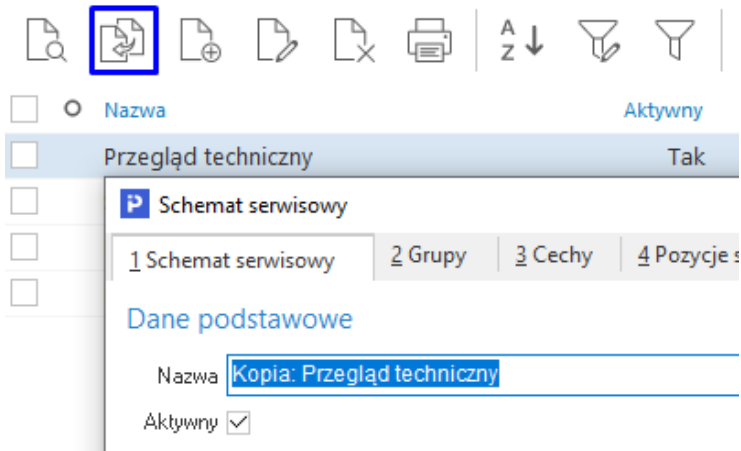 A
Z
Nazwa Aktywny
Przegląd techniczny Tak
Schemat serwisowy
1 Schemat serwisowy 2 Grupy 3 Cechy 4 Pozycje s
Dane podstawowe
Nazwa Kopia: Przegląd techniczny
Aktywny